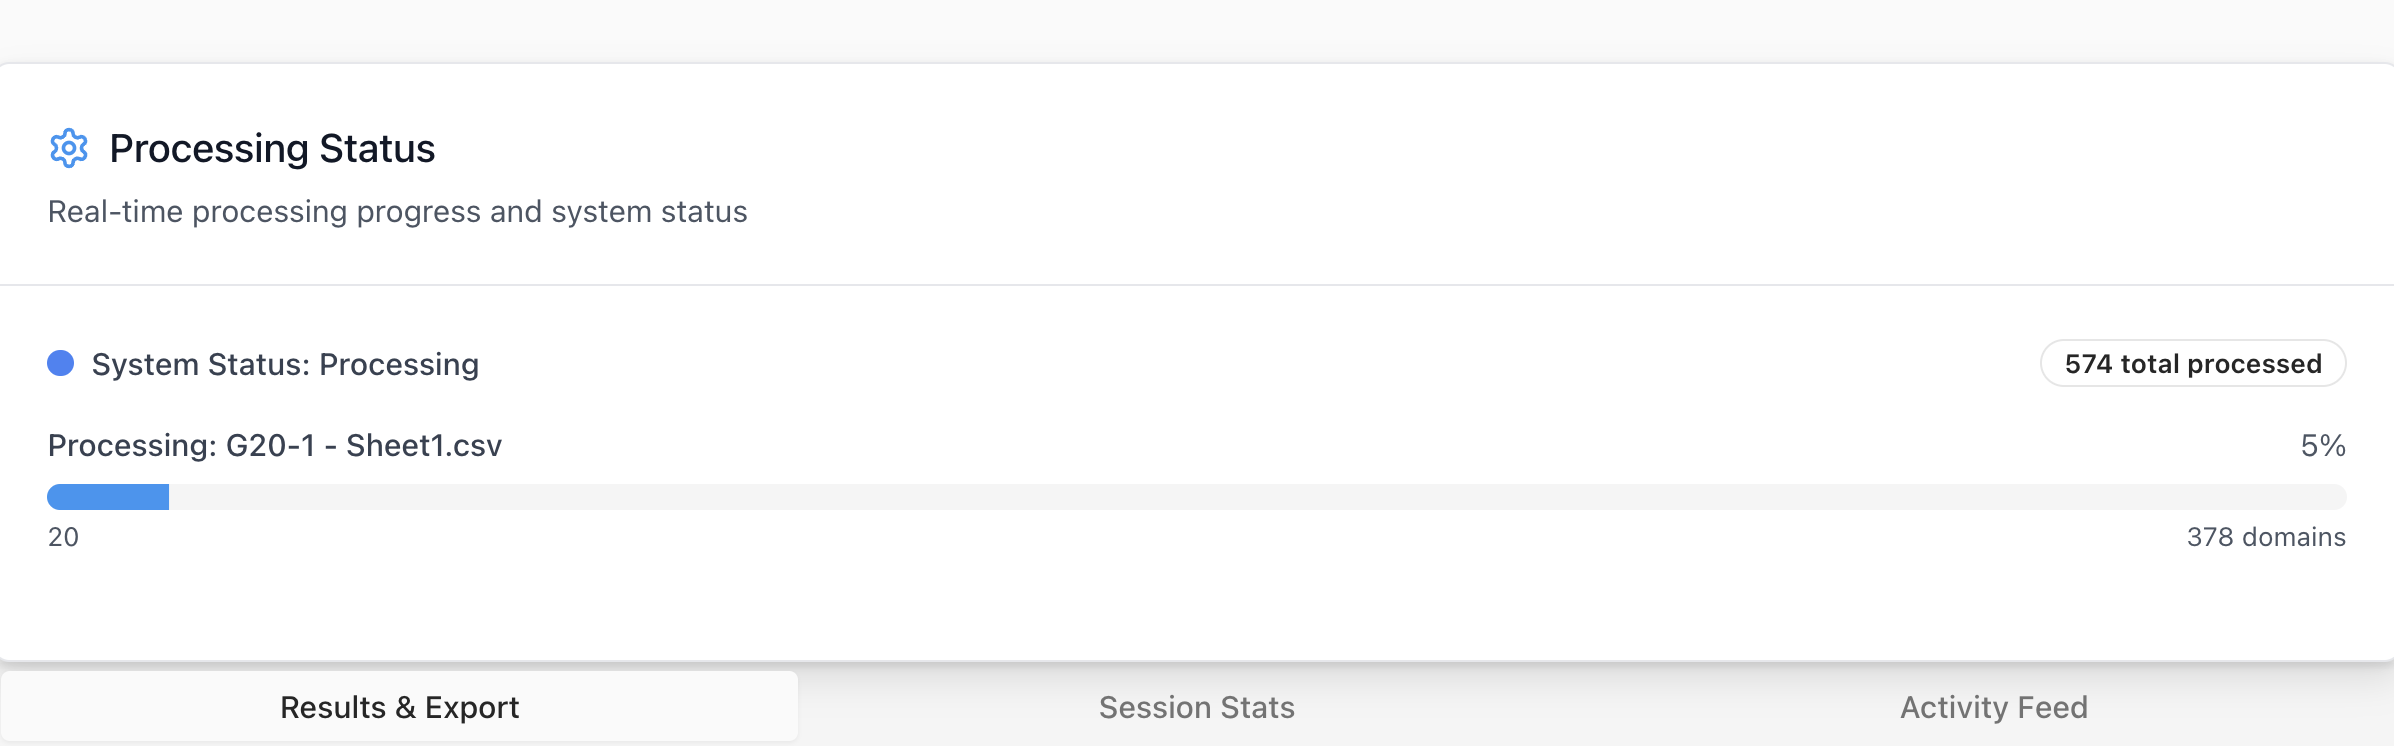 Processing Status
Real-time processing progress and system status
System Status: Processing
574 total processed
Processing: G20-1 - Sheet1.csv
5%
20
378 domains
Results & Export
Session Stats
Activity Feed